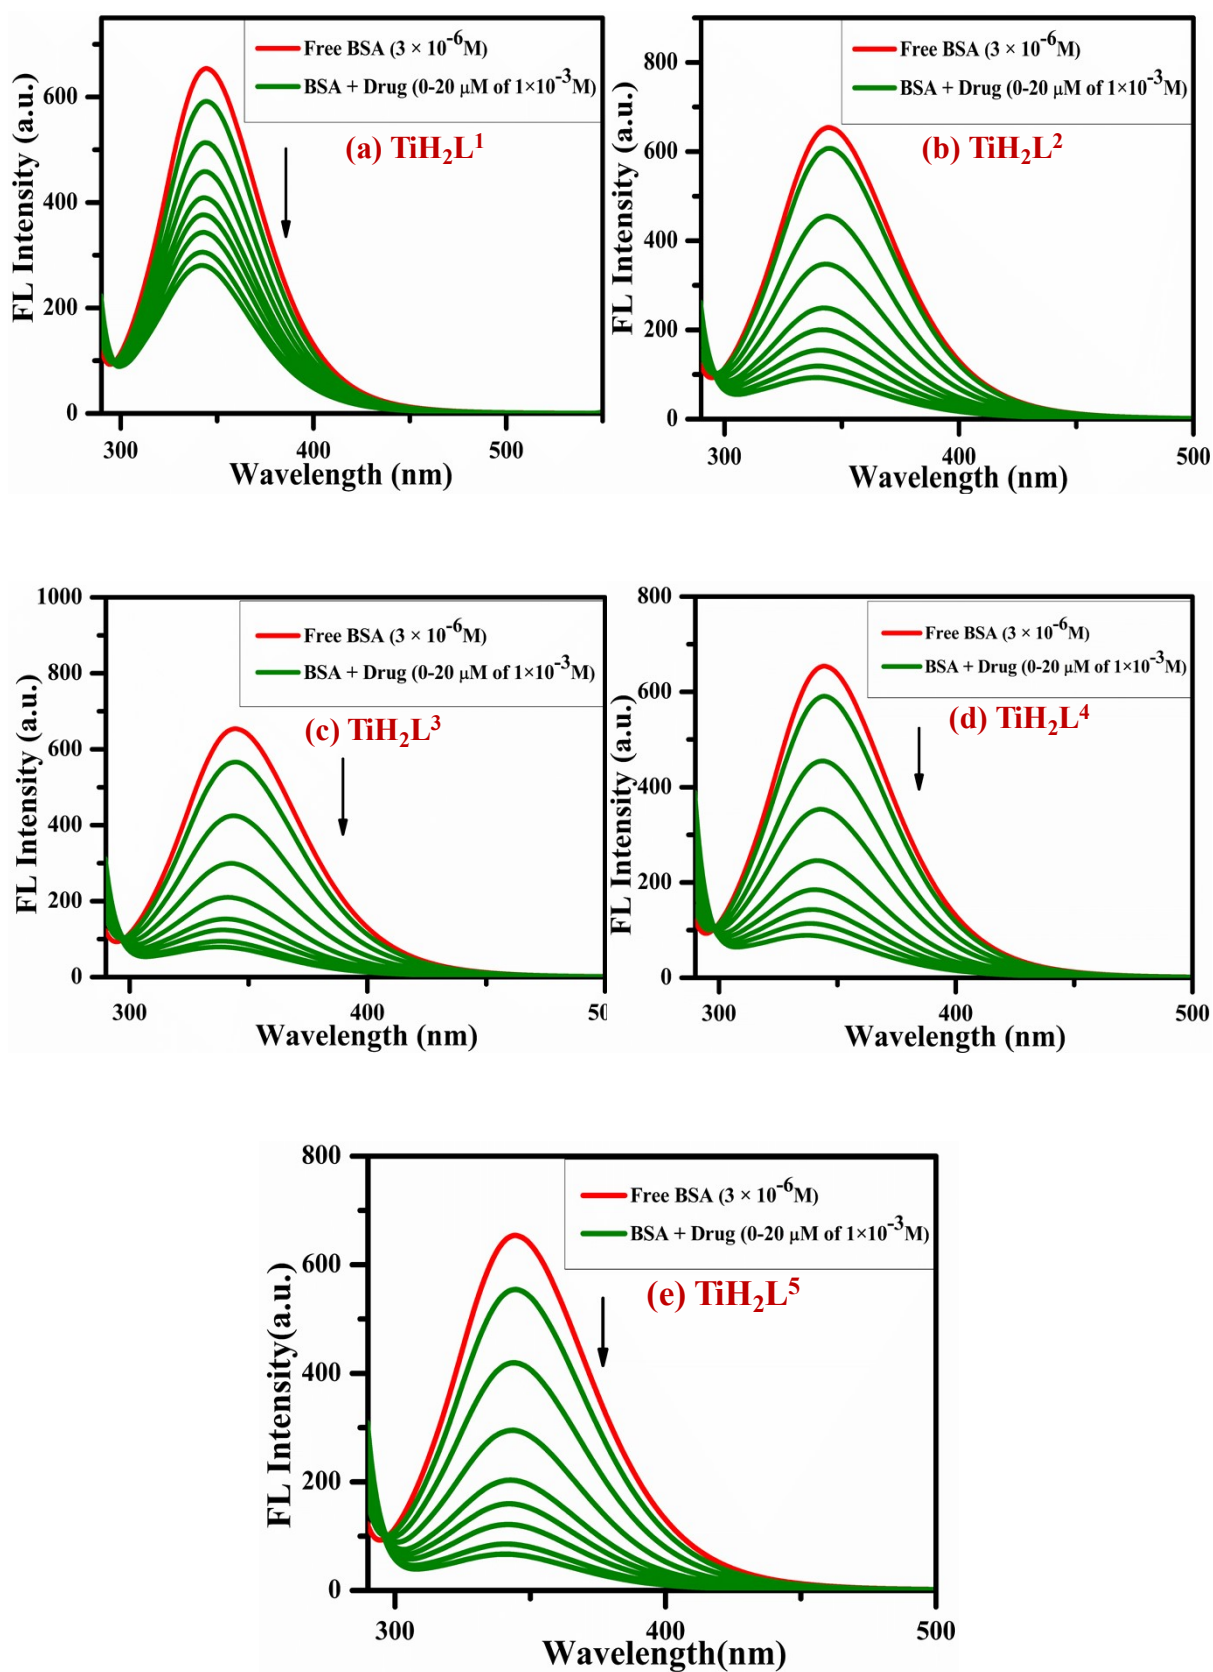 Free BSA (3 × 10⁻⁶M)
BSA + Drug (0-20 μM of 1×10⁻³M)
(a) TiH₂L¹
FL Intensity (a.u.)
600
400
200
0
300
400
500
Wavelength (nm)
Free BSA (3 × 10⁻⁶M)
BSA + Drug (0-20 μM of 1×10⁻³M)
(b) TiH₂L²
FL Intensity (a.u.)
800
600
400
200
0
300
400
500
Wavelength (nm)
Free BSA (3 × 10⁻⁶M)
BSA + Drug (0-20 μM of 1×10⁻³M)
(c) TiH₂L³
FL Intensity (a.u.)
1000
800
600
400
200
0
300
400
50
Wavelength (nm)
Free BSA (3 × 10⁻⁶M)
BSA + Drug (0-20 μM of 1×10⁻³M)
(d) TiH₂L⁴
FL Intensity (a.u.)
800
600
400
200
0
300
400
500
Wavelength (nm)
Free BSA (3 × 10⁻⁶M)
BSA + Drug (0-20 μM of 1×10⁻³M)
(e) TiH₂L⁵
FL Intensity(a.u.)
800
600
400
200
0
300
400
500
Wavelength(nm)